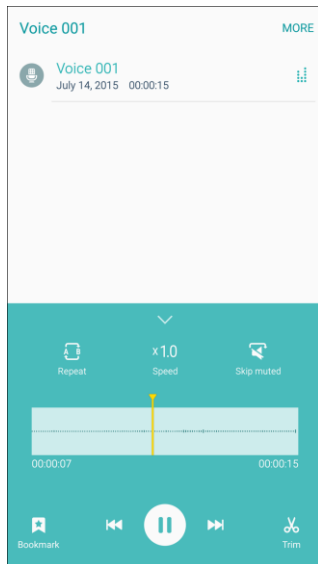 Voice 001 MORE
Voice 001
July 14, 2015 00:00:15
A B x1.0
Repeat Speed Skip muted
00:00:07 00:00:15
Bookmark Trim